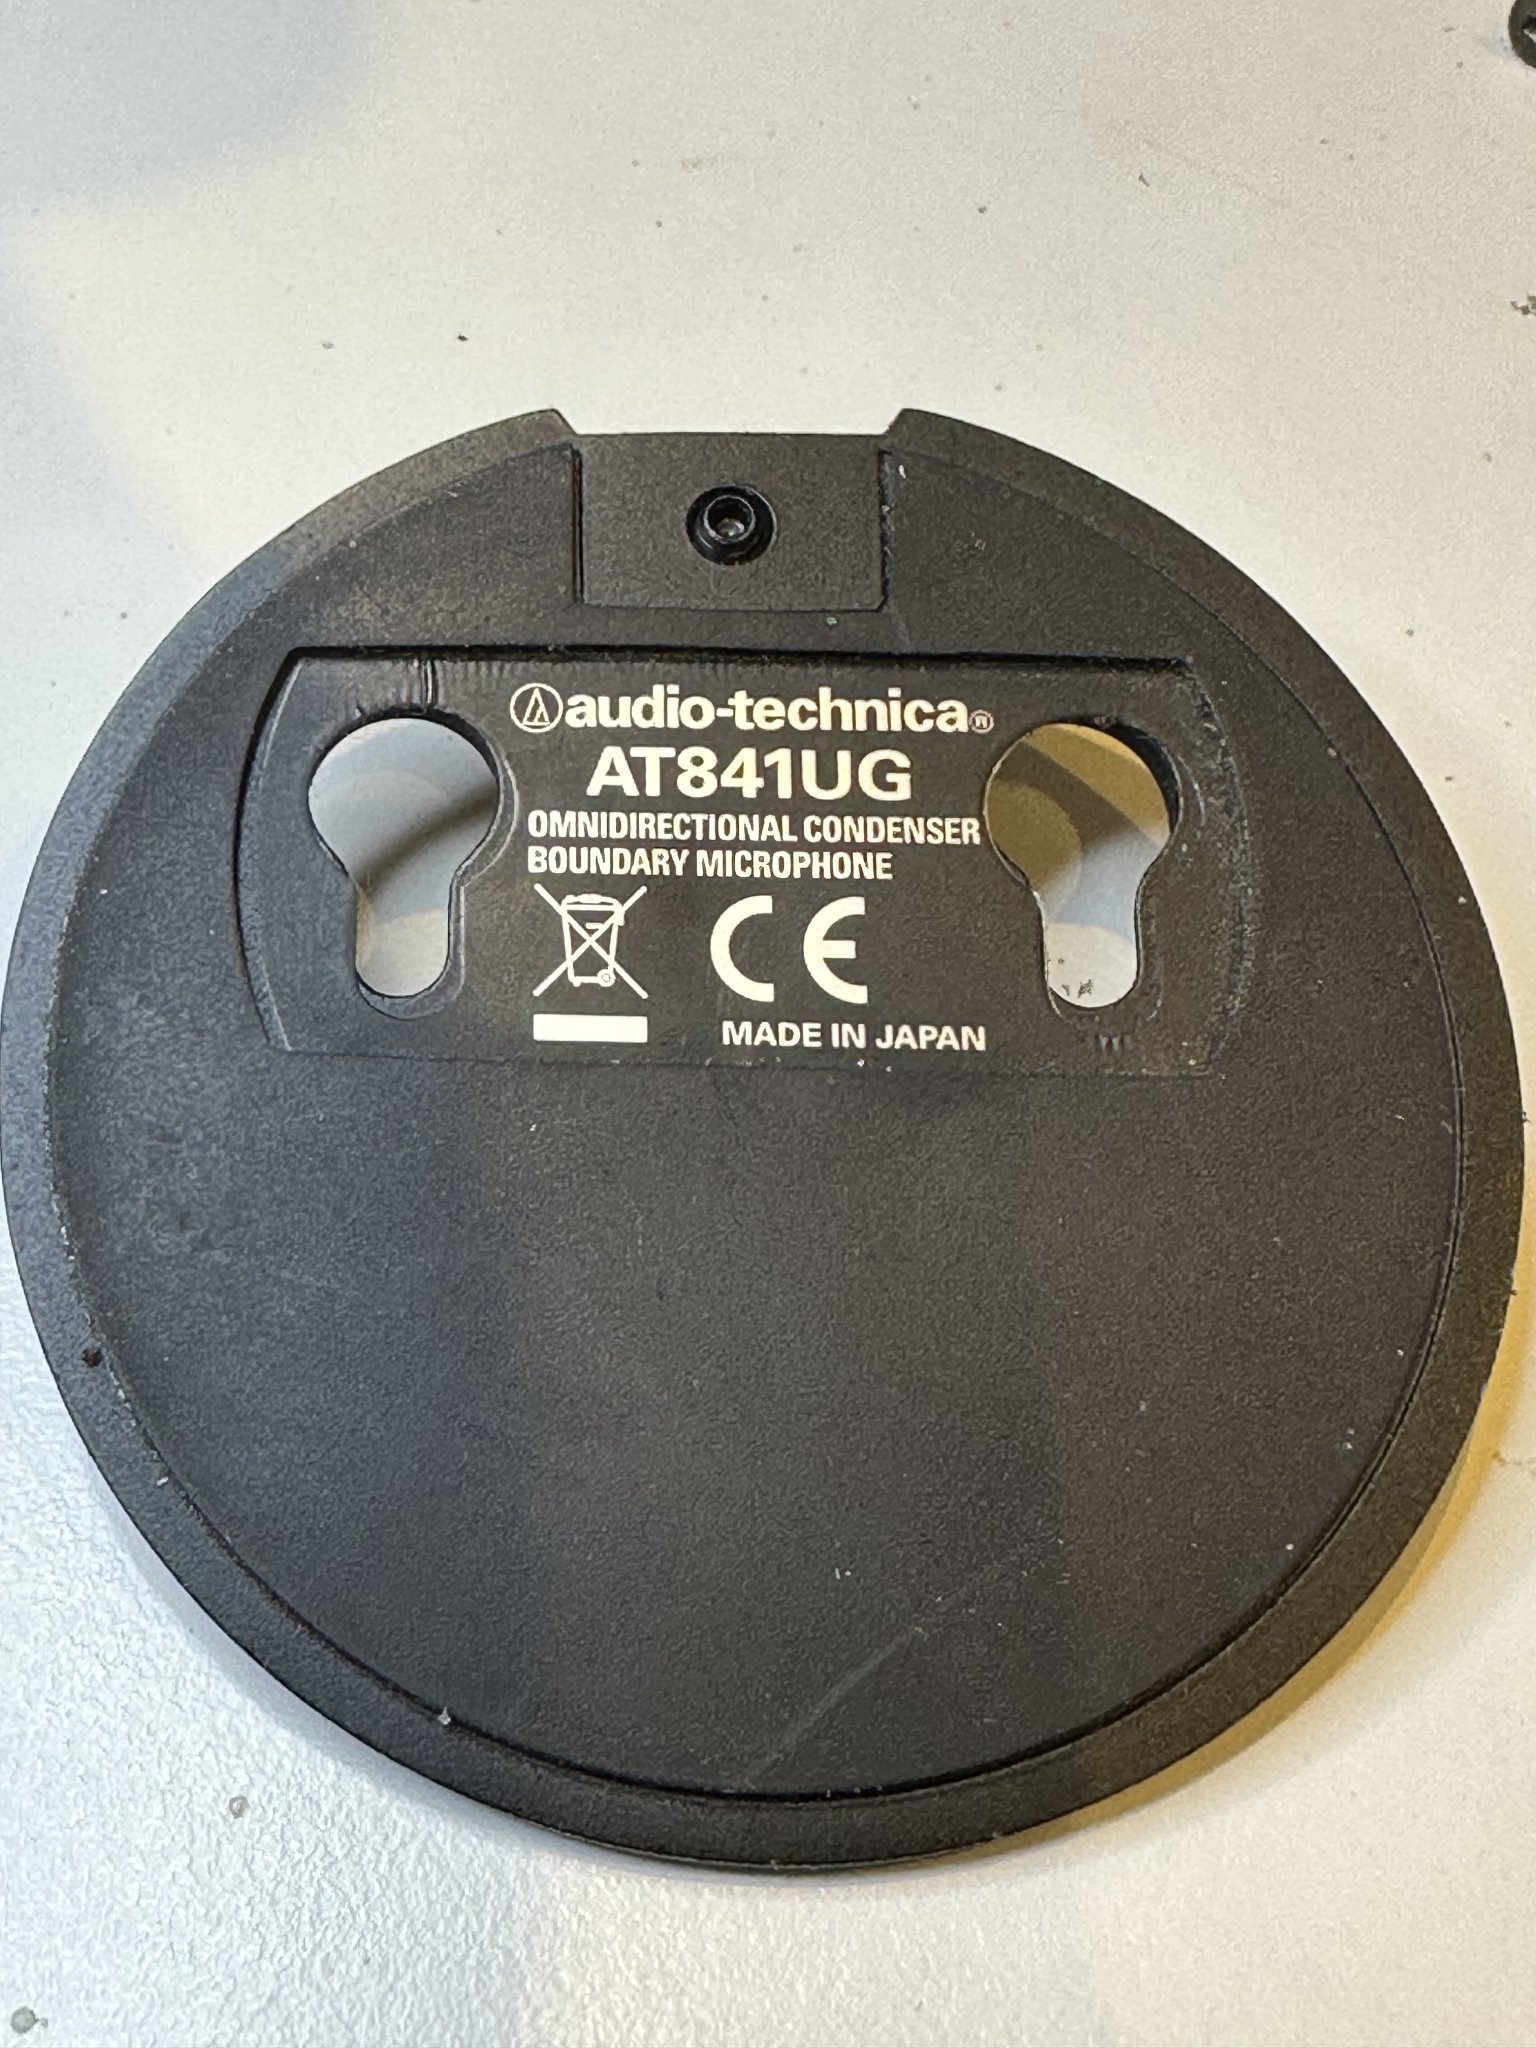 audio-technica®
AT841UG
OMNIDIRECTIONAL CONDENSER
BOUNDARY MICROPHONE
CE
MADE IN JAPAN